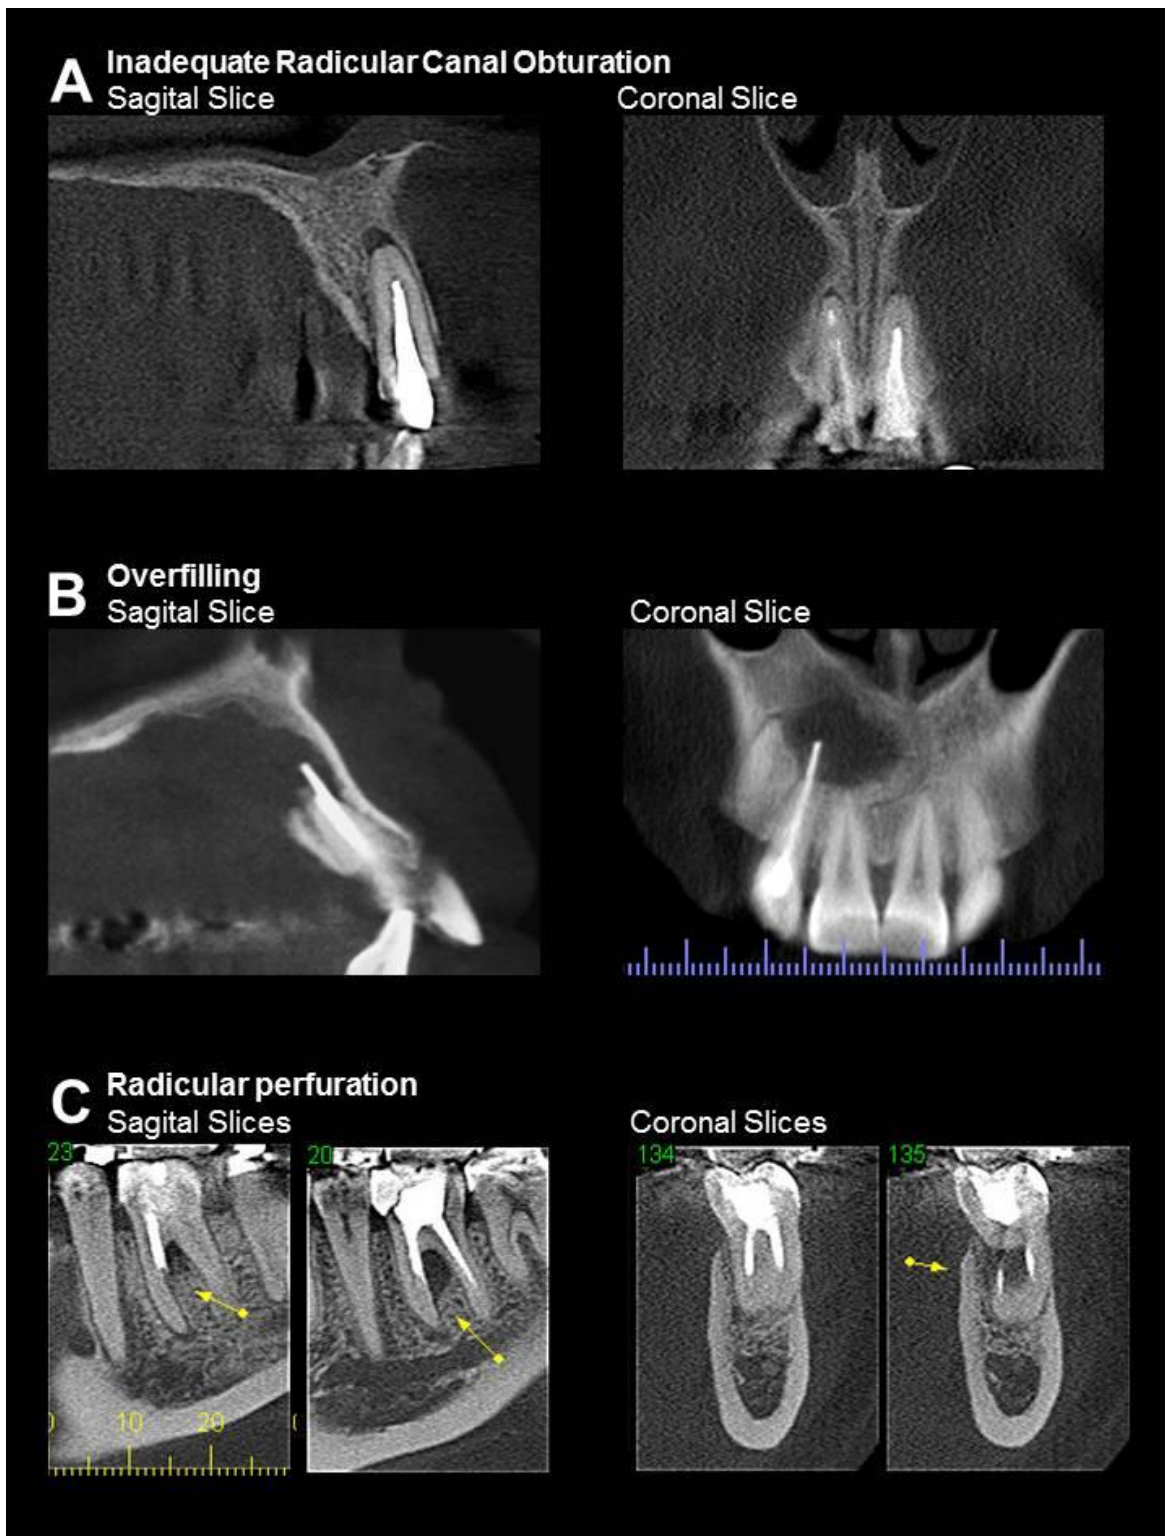 A
Inadequate Radicular Canal Obturation
Sagital Slice
Coronal Slice
B
Overfilling
Sagital Slice
Coronal Slice
C
Radicular perfuration
Sagital Slices
Coronal Slices
23
20
134
135
10
20